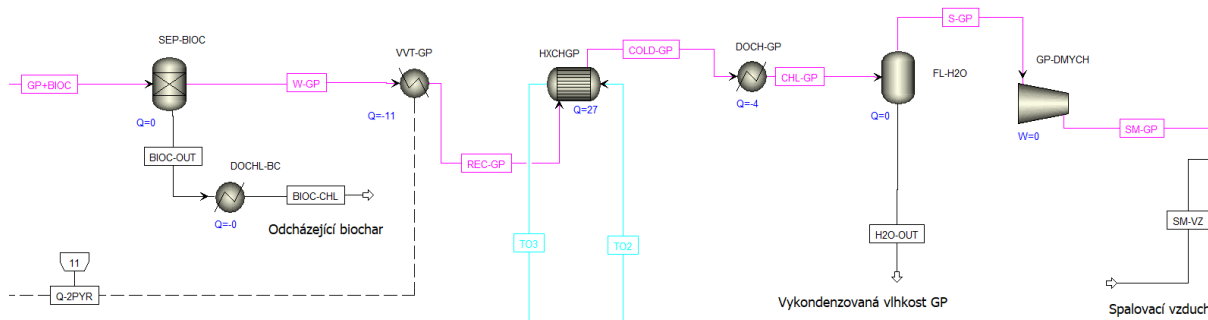 S-GP
SEP-BIOC
VVT-GP
HXCHGP
COLD-GP
DOCH-GP
GP-DMYCH
FL-H2O
GP+BIOC
W-GP
CHL-GP
Q=0
Q=-11
Q=27
Q=-4
Q=0
W=0
SM-GP
BIOC-OUT
DOCHL-BC
REC-GP
BIOC-CHL
Q=-0
Odcházející biochar
SM-VZ
TO3
TO2
H2O-OUT
11
Q-2PYR
Vykondenzovaná vlhkost GP
Spalovací vzduch